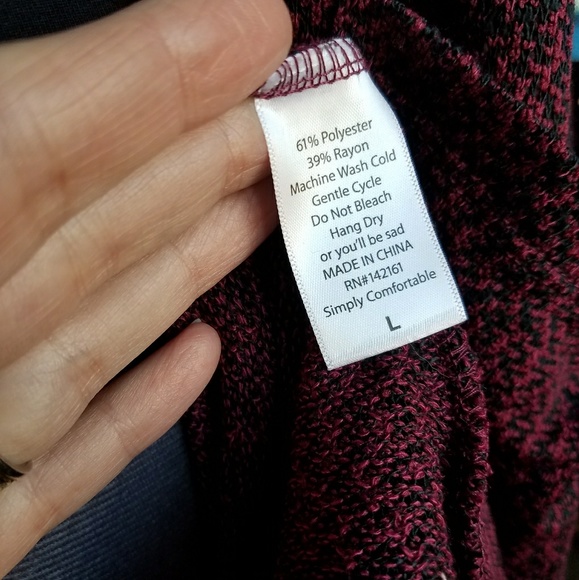 61% Polyester
39% Rayon
Machine Wash Cold
Gentle Cycle
Do Not Bleach
Hang Dry
or you'll be sad
MADE IN CHINA
RN#142161
Simply Comfortable
L